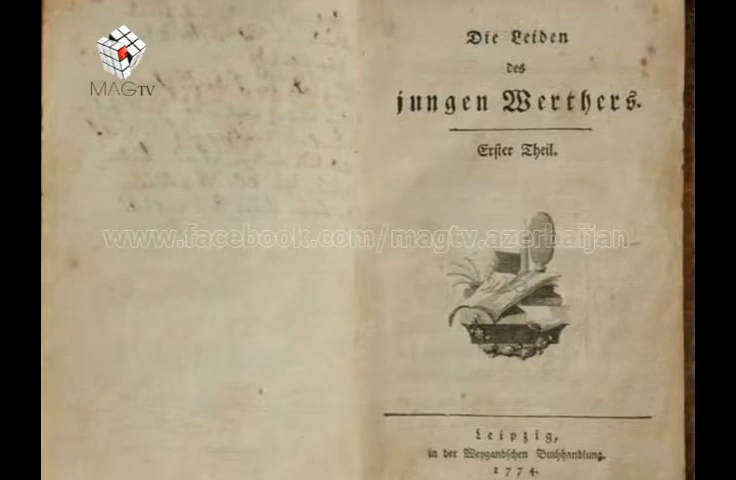 MAGTV
Die Leiden
des
jungen Werthers.
Erster Theil.
www.facebook.com/magtv.azerbaijan
Leipzig,
in der Weygandschen Buchhandlung.
1774.